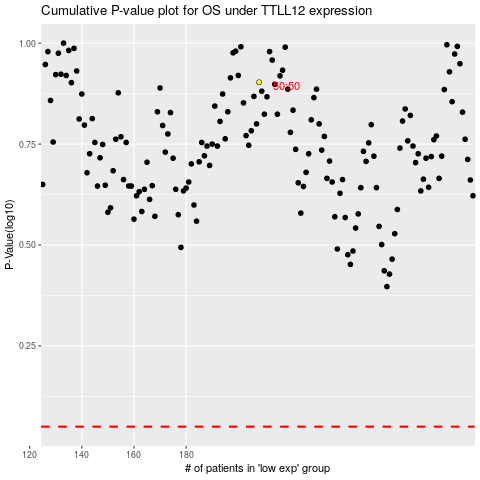 Cumulative P-value plot for OS under TTLL12 expression
P-Value(log10)
1.00
0.75
0.50
0.25
50:50
120 140 160 180
# of patients in 'low exp' group